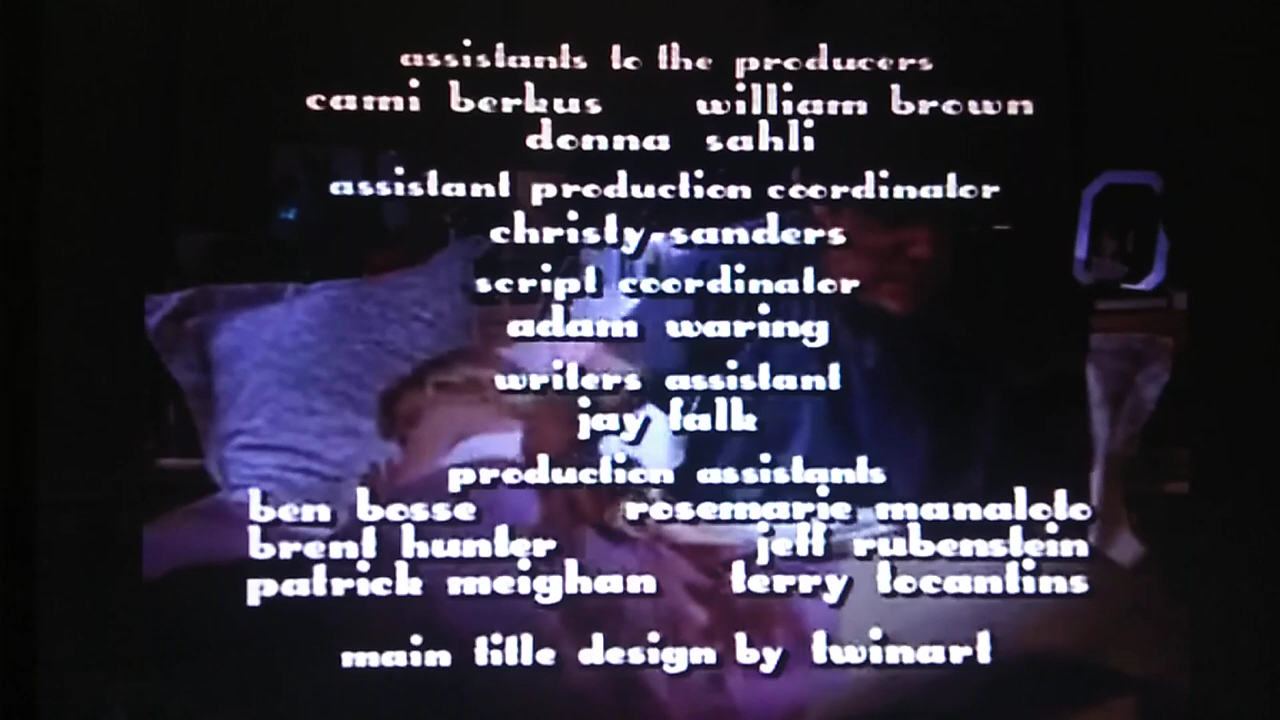 assistants to the producers
cami berkus william brown
donna sahli
assistant production coordinator
christy sanders
script coordinator
adam waring
writers assistant
jay falk
production assistants
ben bosse rosemarie manaloto
brent hunter jeff rubenstein
patrick meighan terry tocantins
main title design by twinart